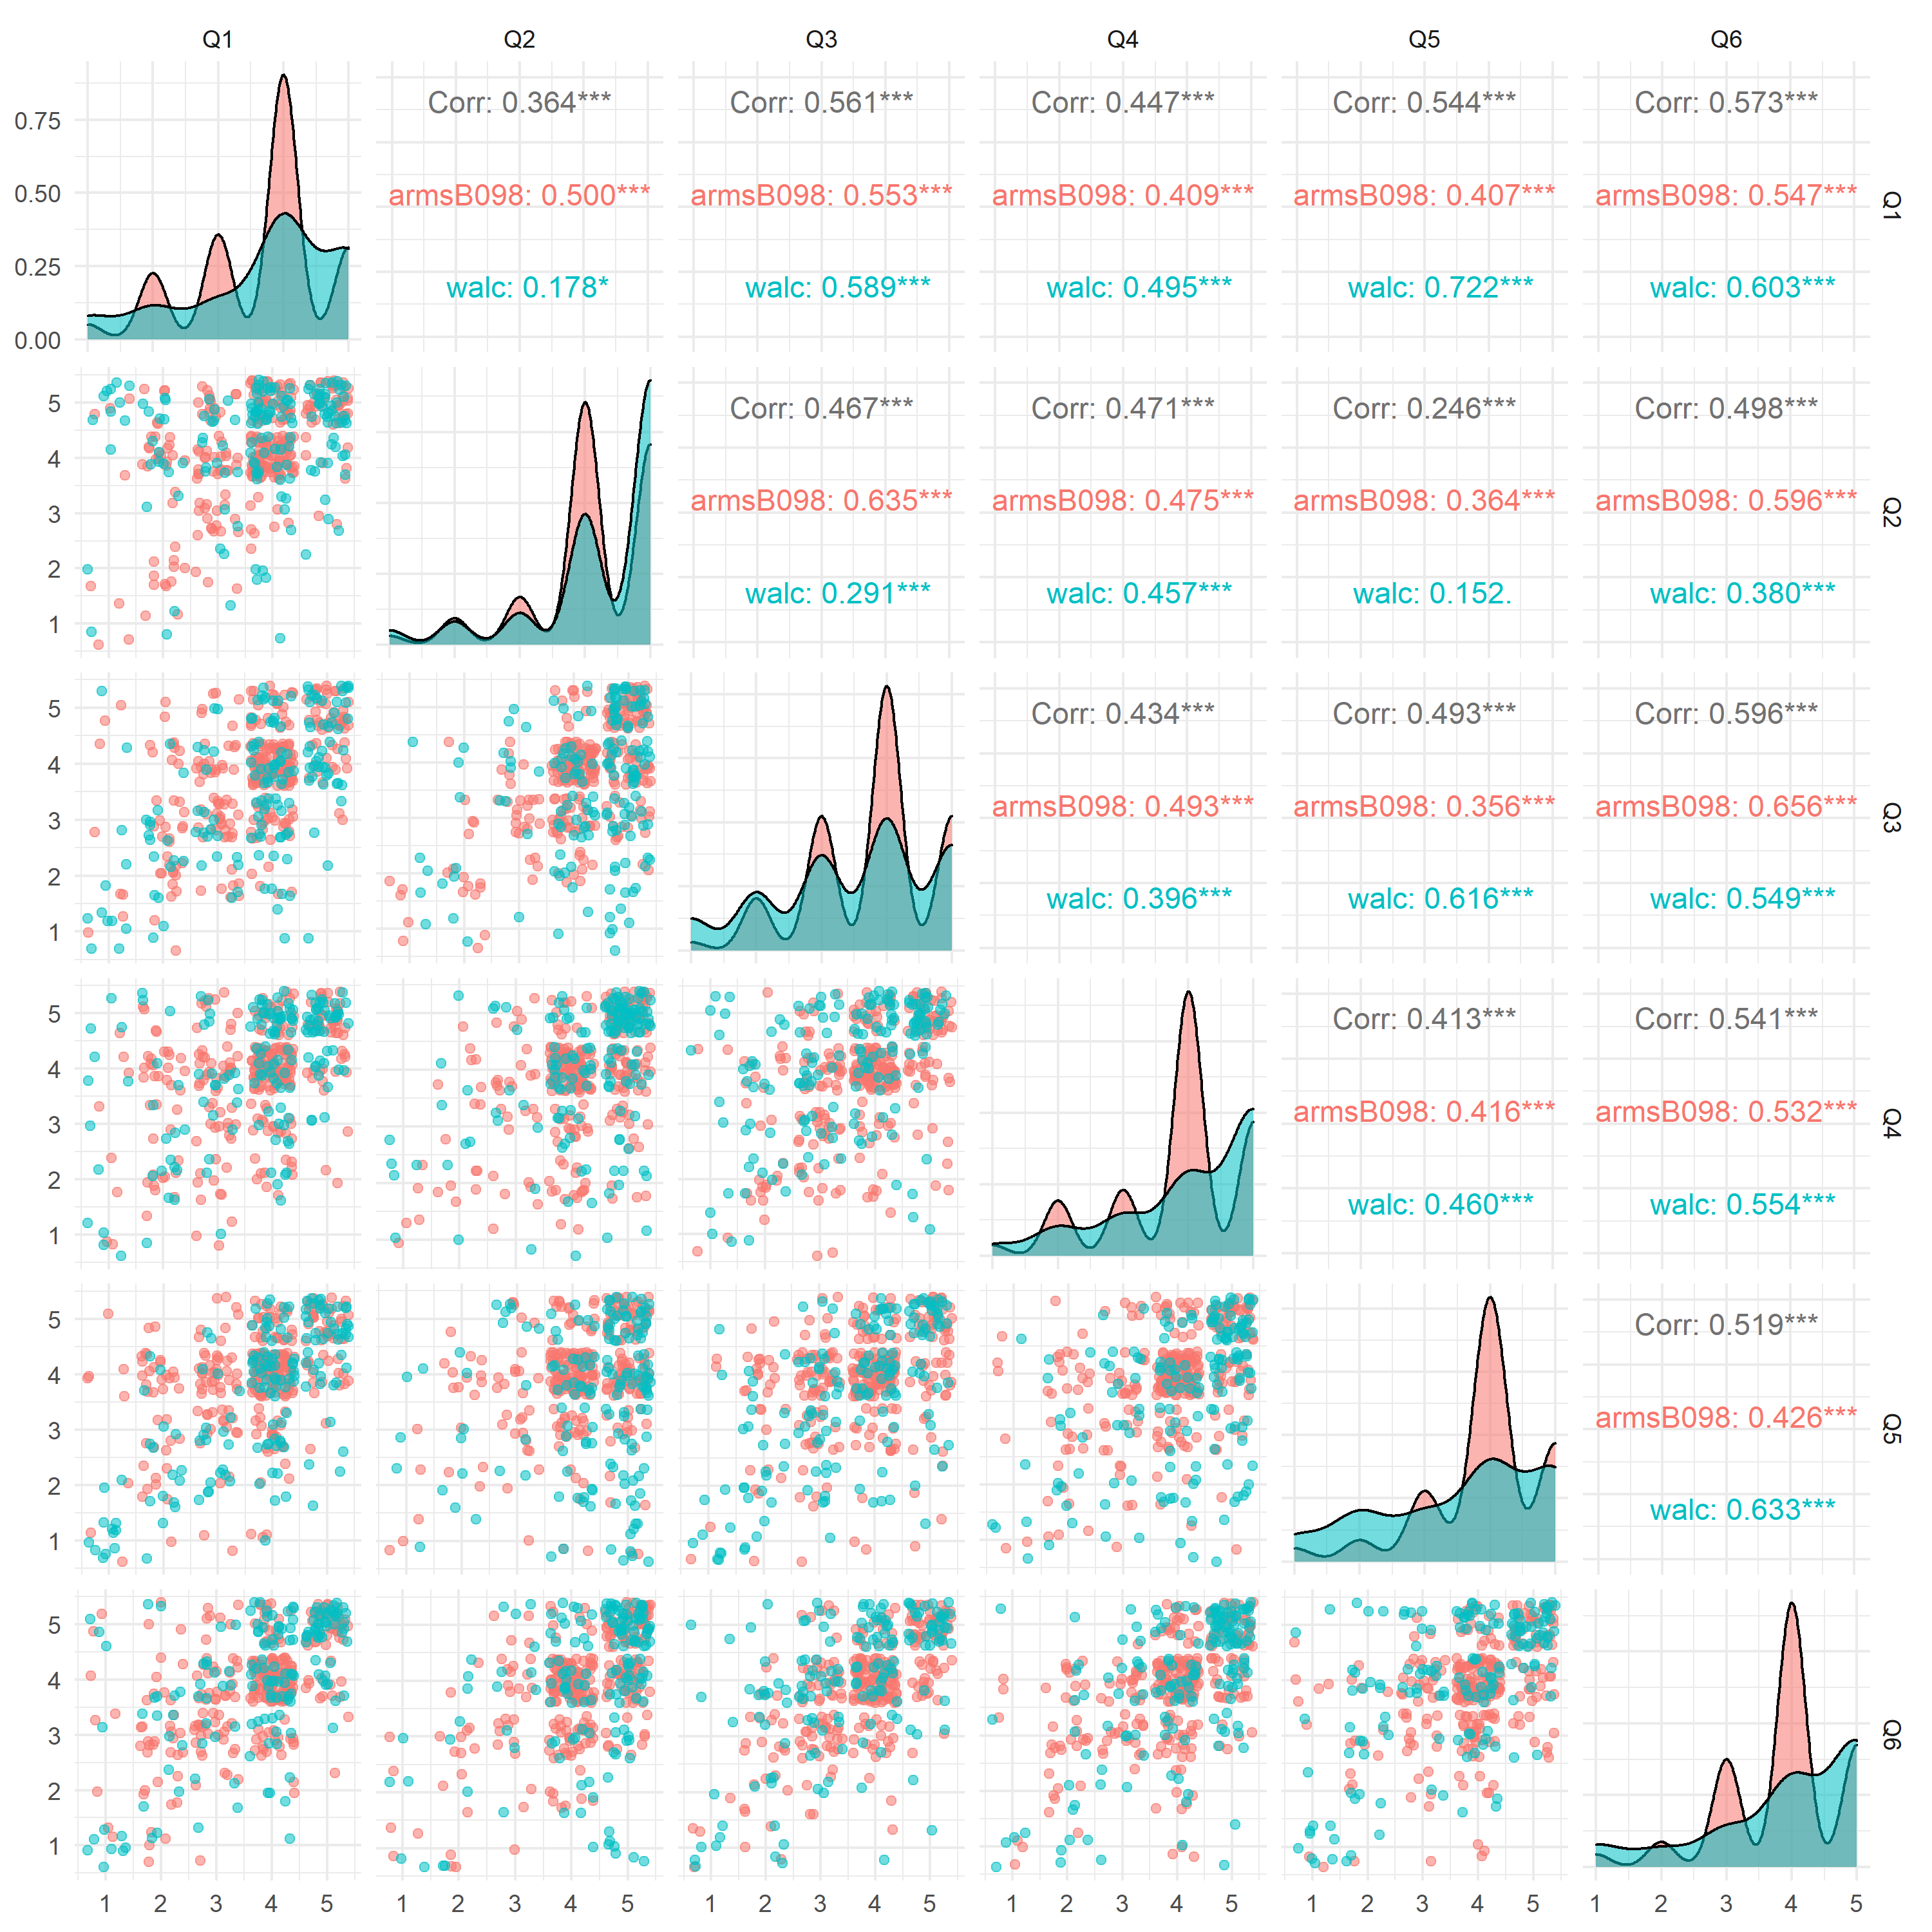 Q1 Q2 Q3 Q4 Q5 Q6
0.75
0.50
0.25
0.00
Corr: 0.364*** Corr: 0.561*** Corr: 0.447*** Corr: 0.544*** Corr: 0.573***
armsB098: 0.500*** armsB098: 0.553*** armsB098: 0.409*** armsB098: 0.407*** armsB098: 0.547***
walc: 0.178* walc: 0.589*** walc: 0.495*** walc: 0.722*** walc: 0.603***
Q1
5
4
3
2
1
Corr: 0.467*** Corr: 0.471*** Corr: 0.246*** Corr: 0.498***
armsB098: 0.635*** armsB098: 0.475*** armsB098: 0.364*** armsB098: 0.596***
walc: 0.291*** walc: 0.457*** walc: 0.152. walc: 0.380***
Q2
5
4
3
2
1
Corr: 0.434*** Corr: 0.493*** Corr: 0.596***
armsB098: 0.493*** armsB098: 0.356*** armsB098: 0.656***
walc: 0.396*** walc: 0.616*** walc: 0.549***
Q3
5
4
3
2
1
Corr: 0.413*** Corr: 0.541***
armsB098: 0.416*** armsB098: 0.532***
walc: 0.460*** walc: 0.554***
Q4
5
4
3
2
1
Corr: 0.519***
armsB098: 0.426***
walc: 0.633***
Q5
5
4
3
2
1
Q6
1 2 3 4 5 1 2 3 4 5 1 2 3 4 5 1 2 3 4 5 1 2 3 4 5 1 2 3 4 5